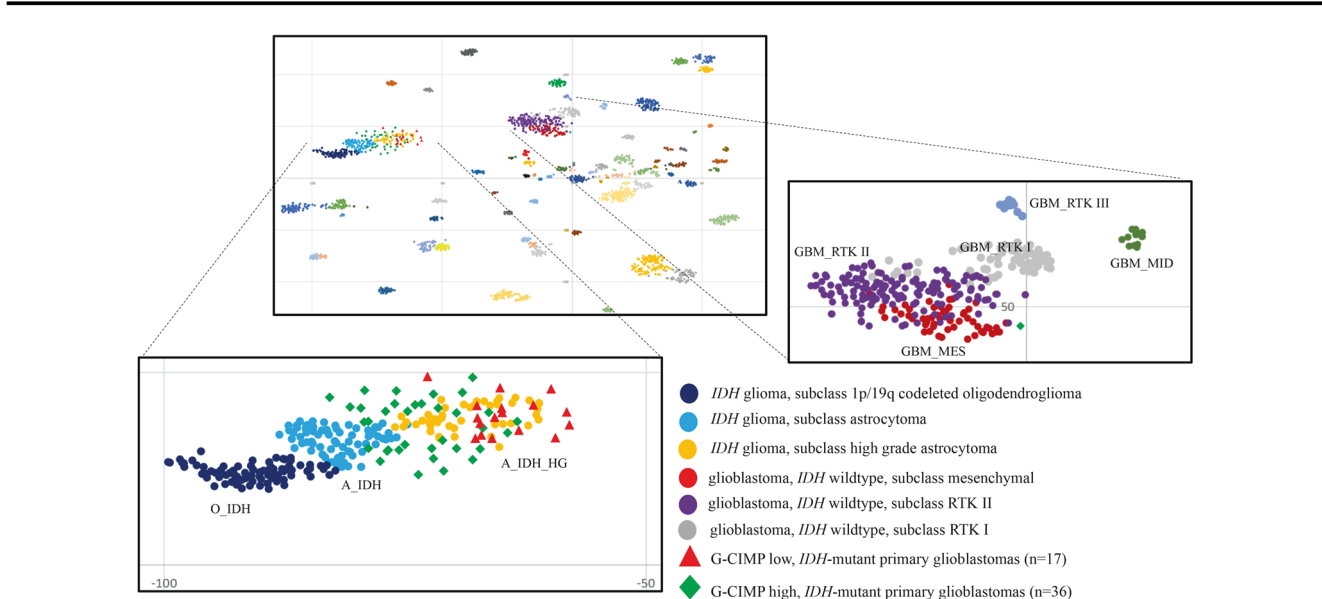 GBM_RTK III
GBM_RTK II
GBM_RTK I
GBM_MID
50
GBM_MES
A_IDH_HG
A_IDH
O_IDH
-100
-50
IDH glioma, subclass 1p/19q codeleted oligodendroglioma
IDH glioma, subclass astrocytoma
IDH glioma, subclass high grade astrocytoma
glioblastoma, IDH wildtype, subclass mesenchymal
glioblastoma, IDH wildtype, subclass RTK II
glioblastoma, IDH wildtype, subclass RTK I
G-CIMP low, IDH-mutant primary glioblastomas (n=17)
G-CIMP high, IDH-mutant primary glioblastomas (n=36)